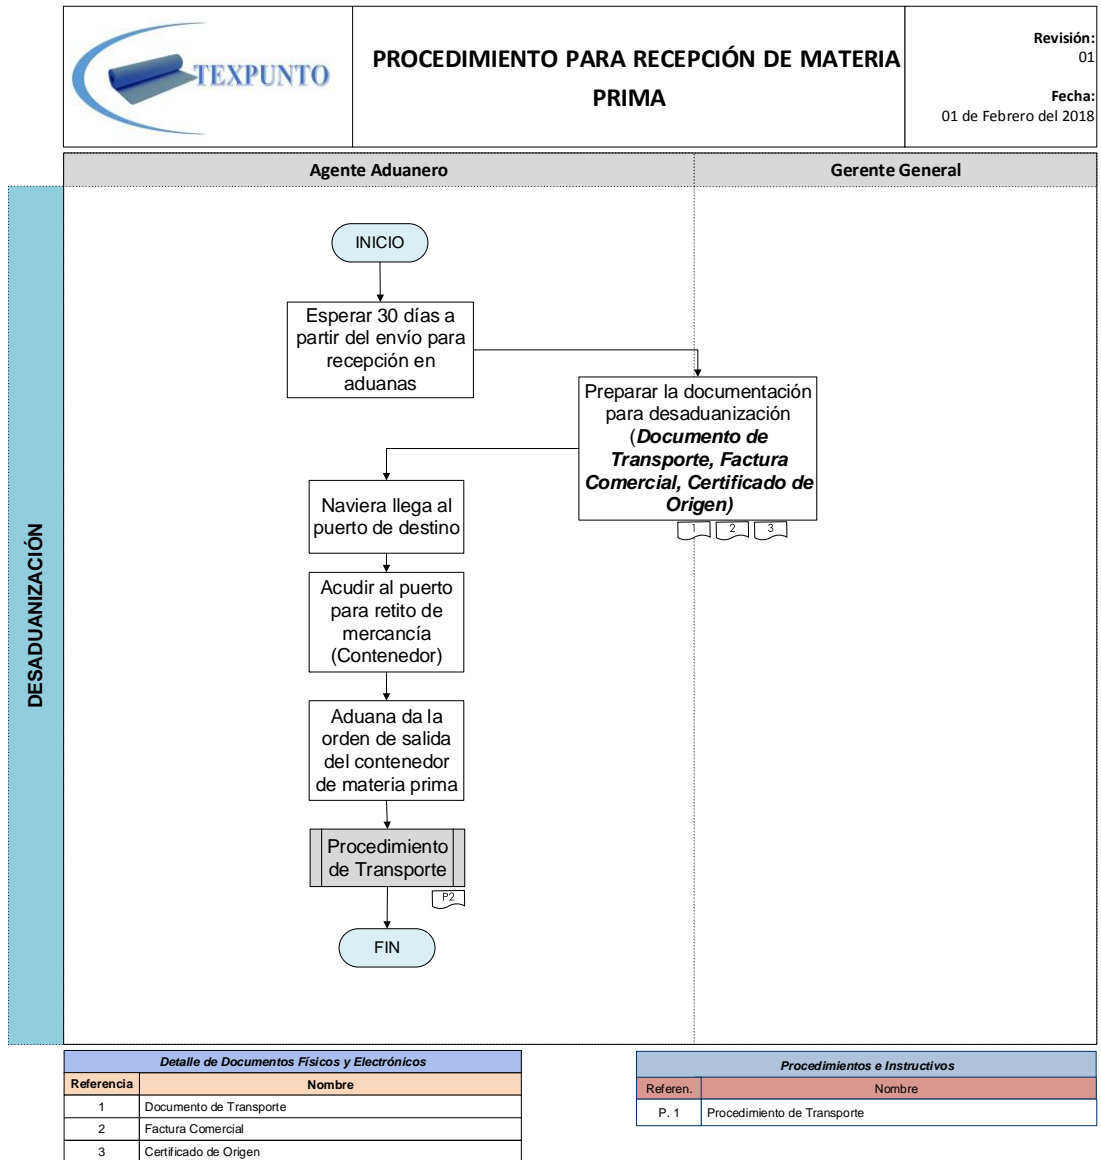 TEXPUNTO
PROCEDIMIENTO PARA RECEPCIÓN DE MATERIA
PRIMA
Revisión:
01
Fecha:
01 de Febrero del 2018
Agente Aduanero
Gerente General
DESADUANIZACIÓN
INICIO
Esperar 30 días a
partir del envío para
recepción en
aduanas
Preparar la documentación
para desaduanización
(Documento de
Transporte, Factura
Comercial, Certificado de
Origen)
1 2 3
Naviera llega al
puerto de destino
Acudir al puerto
para retito de
mercancía
(Contenedor)
Aduana da la
orden de salida
del contenedor
de materia prima
Procedimiento
de Transporte
P2
FIN
Detalle de Documentos Físicos y Electrónicos
Referencia Nombre
1 Documento de Transporte
2 Factura Comercial
3 Certificado de Origen
Procedimientos e Instructivos
Referen. Nombre
P. 1 Procedimiento de Transporte